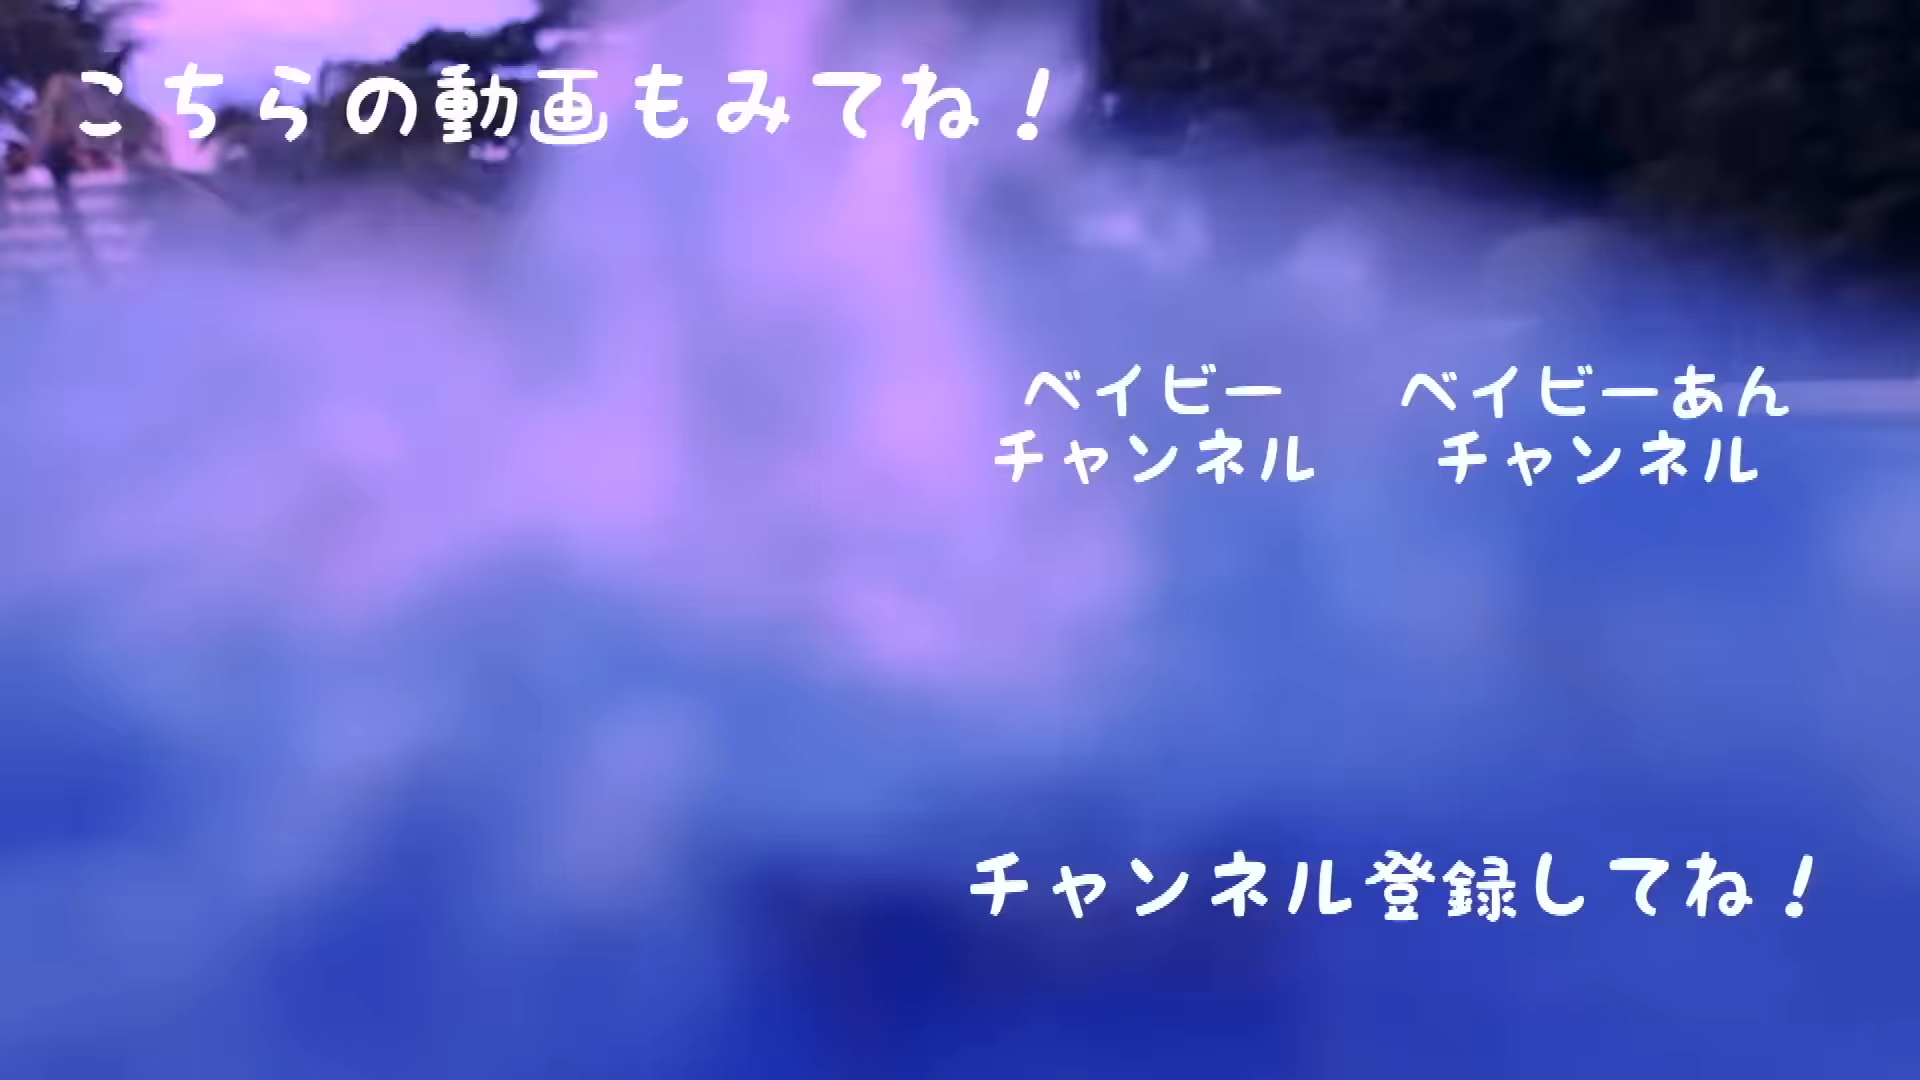 こちらの動画もみてね！
ベイビー
チャンネル
ベイビーあん
チャンネル
チャンネル登録してね！